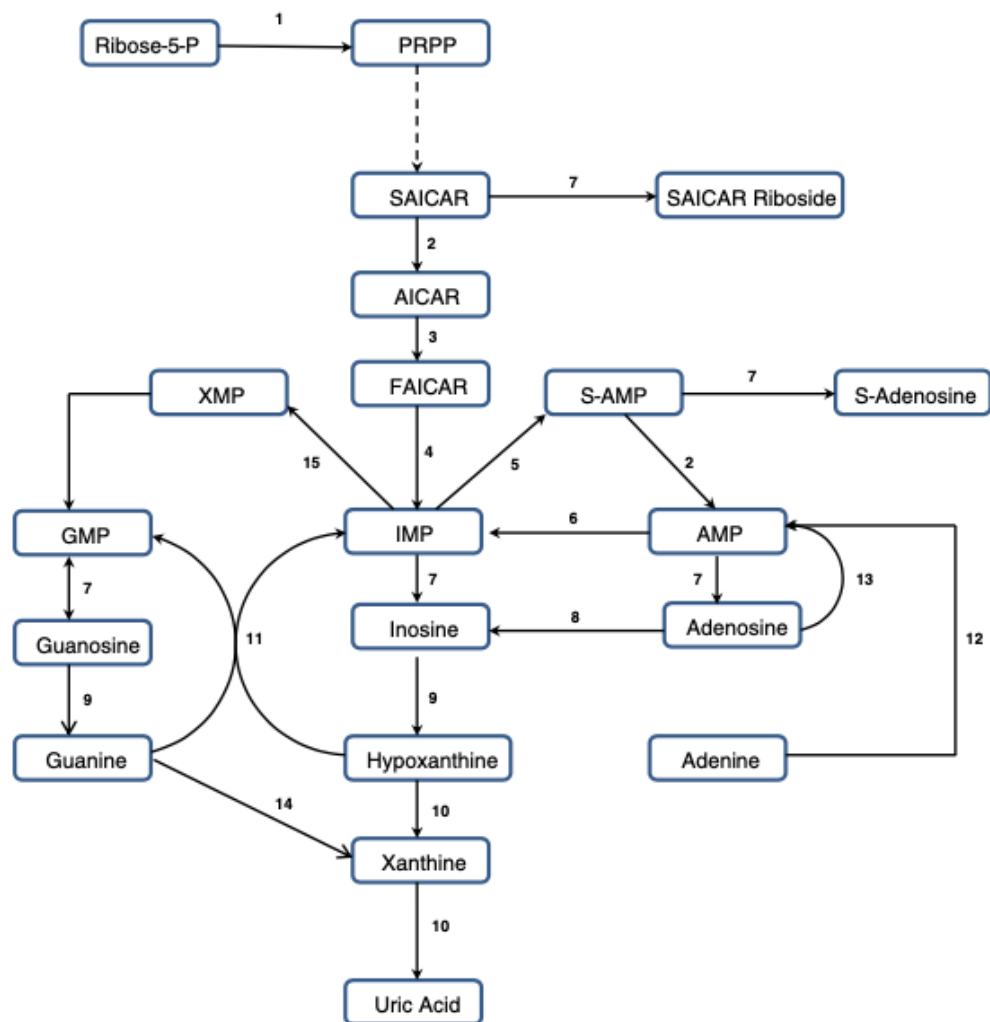 1
Ribose-5-P
PRPP
SAICAR
7
SAICAR Riboside
2
AICAR
3
XMP
FAICAR
S-AMP
7
S-Adenosine
15
4
5
2
GMP
IMP
6
AMP
7
7
7
13
Guanosine
11
Inosine
8
Adenosine
12
9
9
Guanine
Hypoxanthine
Adenine
14
10
Xanthine
10
Uric Acid